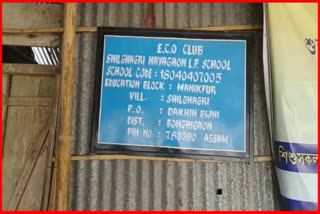 E.C.O CLUB
SHILGHAGRI NAYAGAON L.P. SCHOOL
SCHOOL CODE : 18040407005
EDUCATION BLOCK : MANIKPUR
VILL. : SHILGHAGRI
P.O. : DAKHIN BIJNI
DIST. : BONGAIGAON
PIN NO : 783390 ASSAM